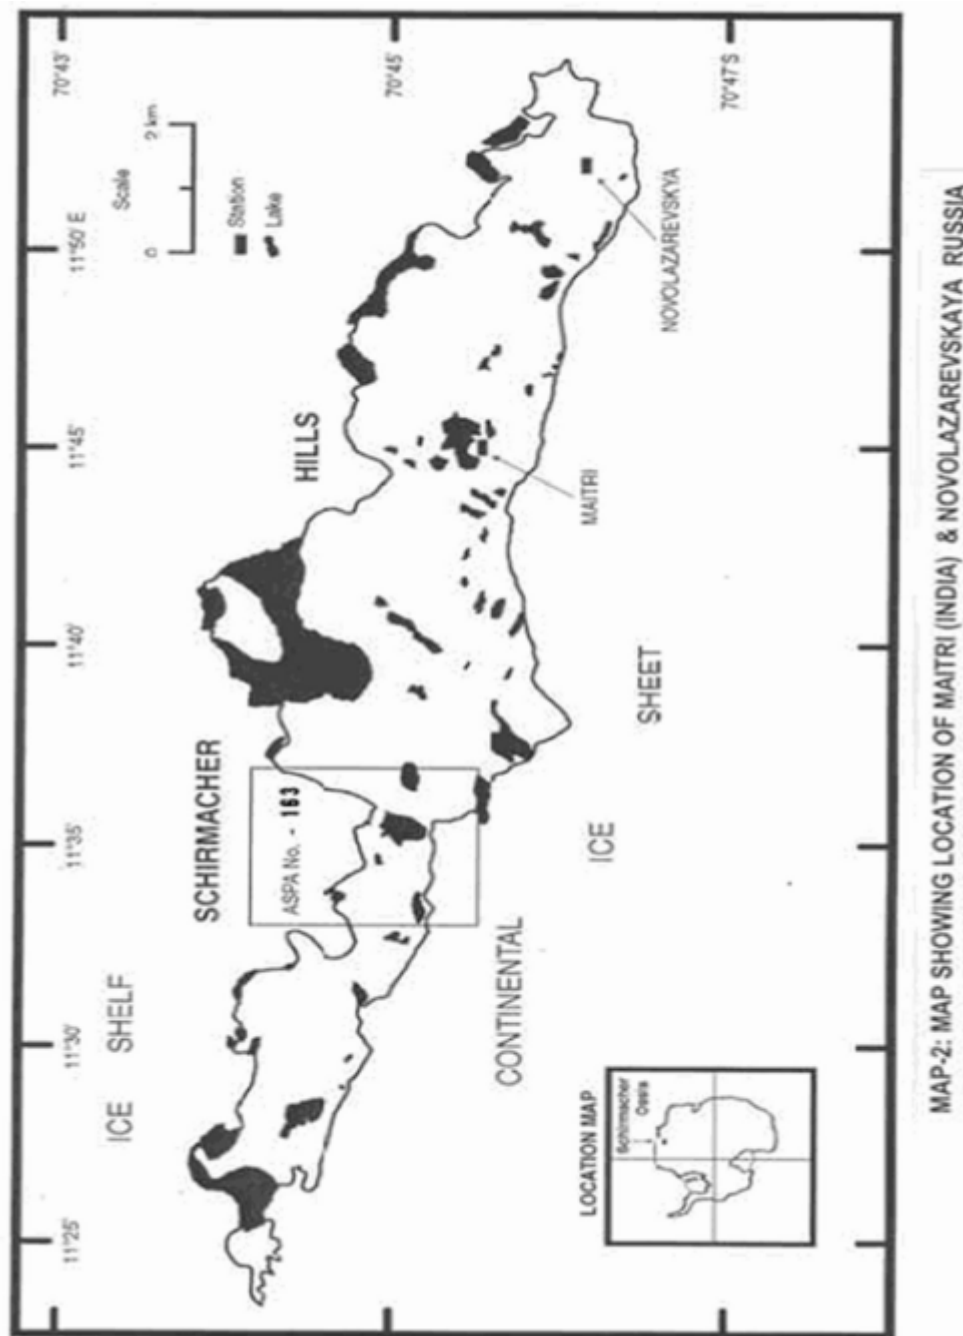 70°43'
70°45'
70°47'S
11°25'
11°30'
11°35'
11°40'
11°45'
11°50' E
Scale
0 2 km
Station
Lake
ICE SHELF
SCHIRMACHER HILLS
ASPA No. - 163
MAITRI
NOVOLAZAREVSKYA
CONTINENTAL ICE SHEET
LOCATION MAP
Schirmacher
Oasis
MAP-2: MAP SHOWING LOCATION OF MAITRI (INDIA) & NOVOLAZAREVSKAYA RUSSIA